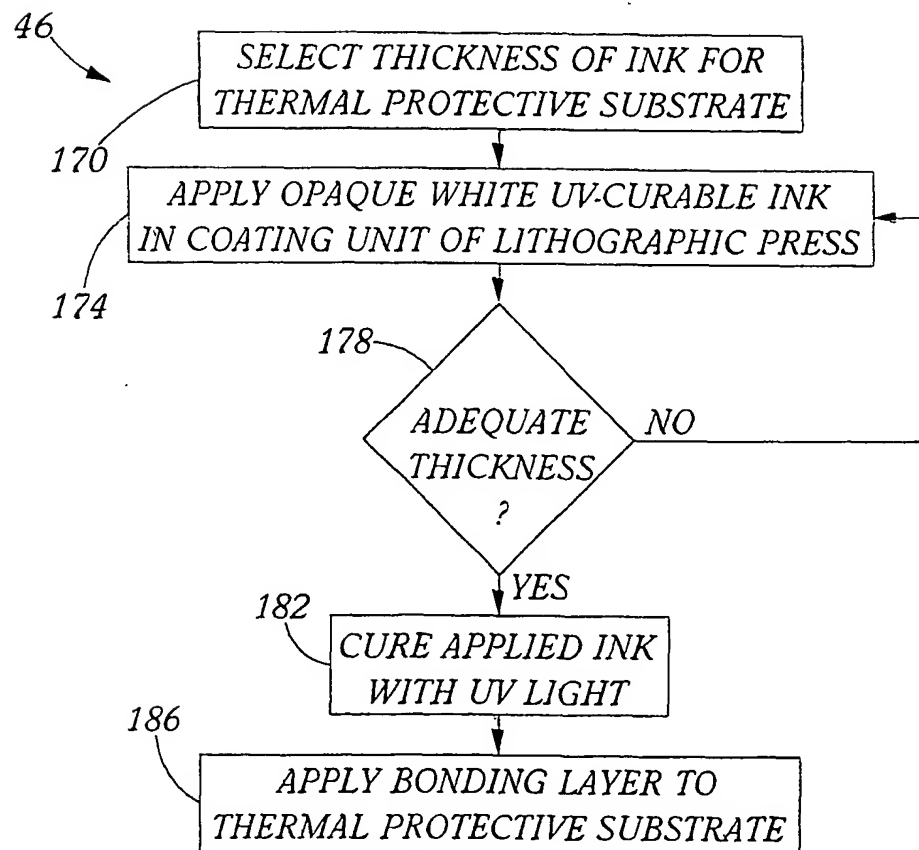 46
SELECT THICKNESS OF INK FOR
THERMAL PROTECTIVE SUBSTRATE
170
APPLY OPAQUE WHITE UV-CURABLE INK
IN COATING UNIT OF LITHOGRAPHIC PRESS
174
178
ADEQUATE
THICKNESS
?
NO
YES
182
CURE APPLIED INK
WITH UV LIGHT
186
APPLY BONDING LAYER TO
THERMAL PROTECTIVE SUBSTRATE